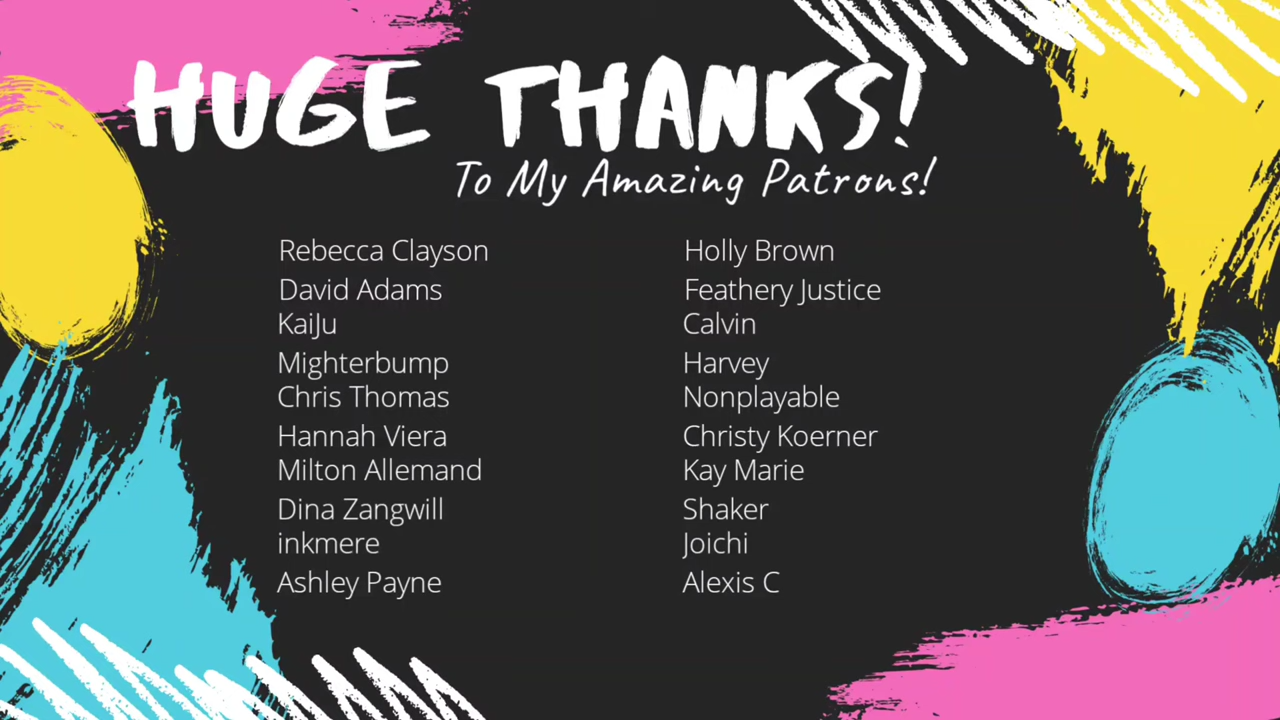 HUGE THANKS!
To My Amazing Patrons!
Rebecca Clayson
David Adams
KaiJu
Mighterbump
Chris Thomas
Hannah Viera
Milton Allemand
Dina Zangwill
inkmere
Ashley Payne
Holly Brown
Feathery Justice
Calvin
Harvey
Nonplayable
Christy Koerner
Kay Marie
Shaker
Joichi
Alexis C